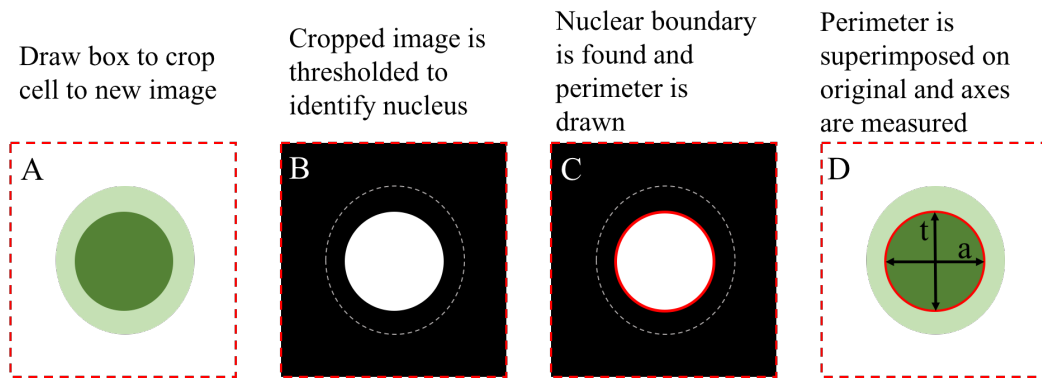 Draw box to crop
cell to new image
Cropped image is
thresholded to
identify nucleus
Nuclear boundary
is found and
perimeter is
drawn
Perimeter is
superimposed on
original and axes
are measured
A
B
C
D
t
a